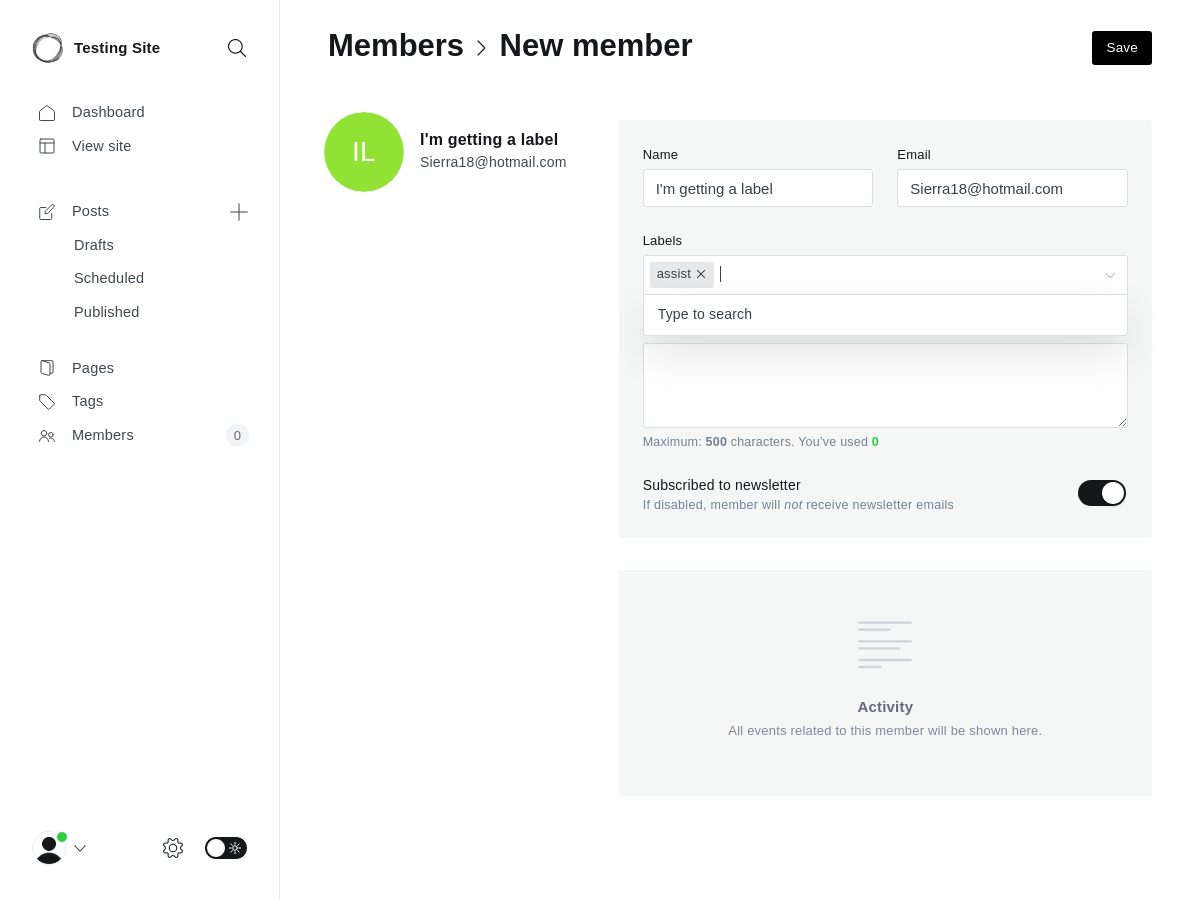 Testing Site
Dashboard
View site
Posts
Drafts
Scheduled
Published
Pages
Tags
Members
0
Members > New member
Save
IL
I'm getting a label
Sierra18@hotmail.com
Name
Email
I'm getting a label
Sierra18@hotmail.com
Labels
assist
Type to search
Maximum: 500 characters. You’ve used 0
Subscribed to newsletter
If disabled, member will not receive newsletter emails
Activity
All events related to this member will be shown here.